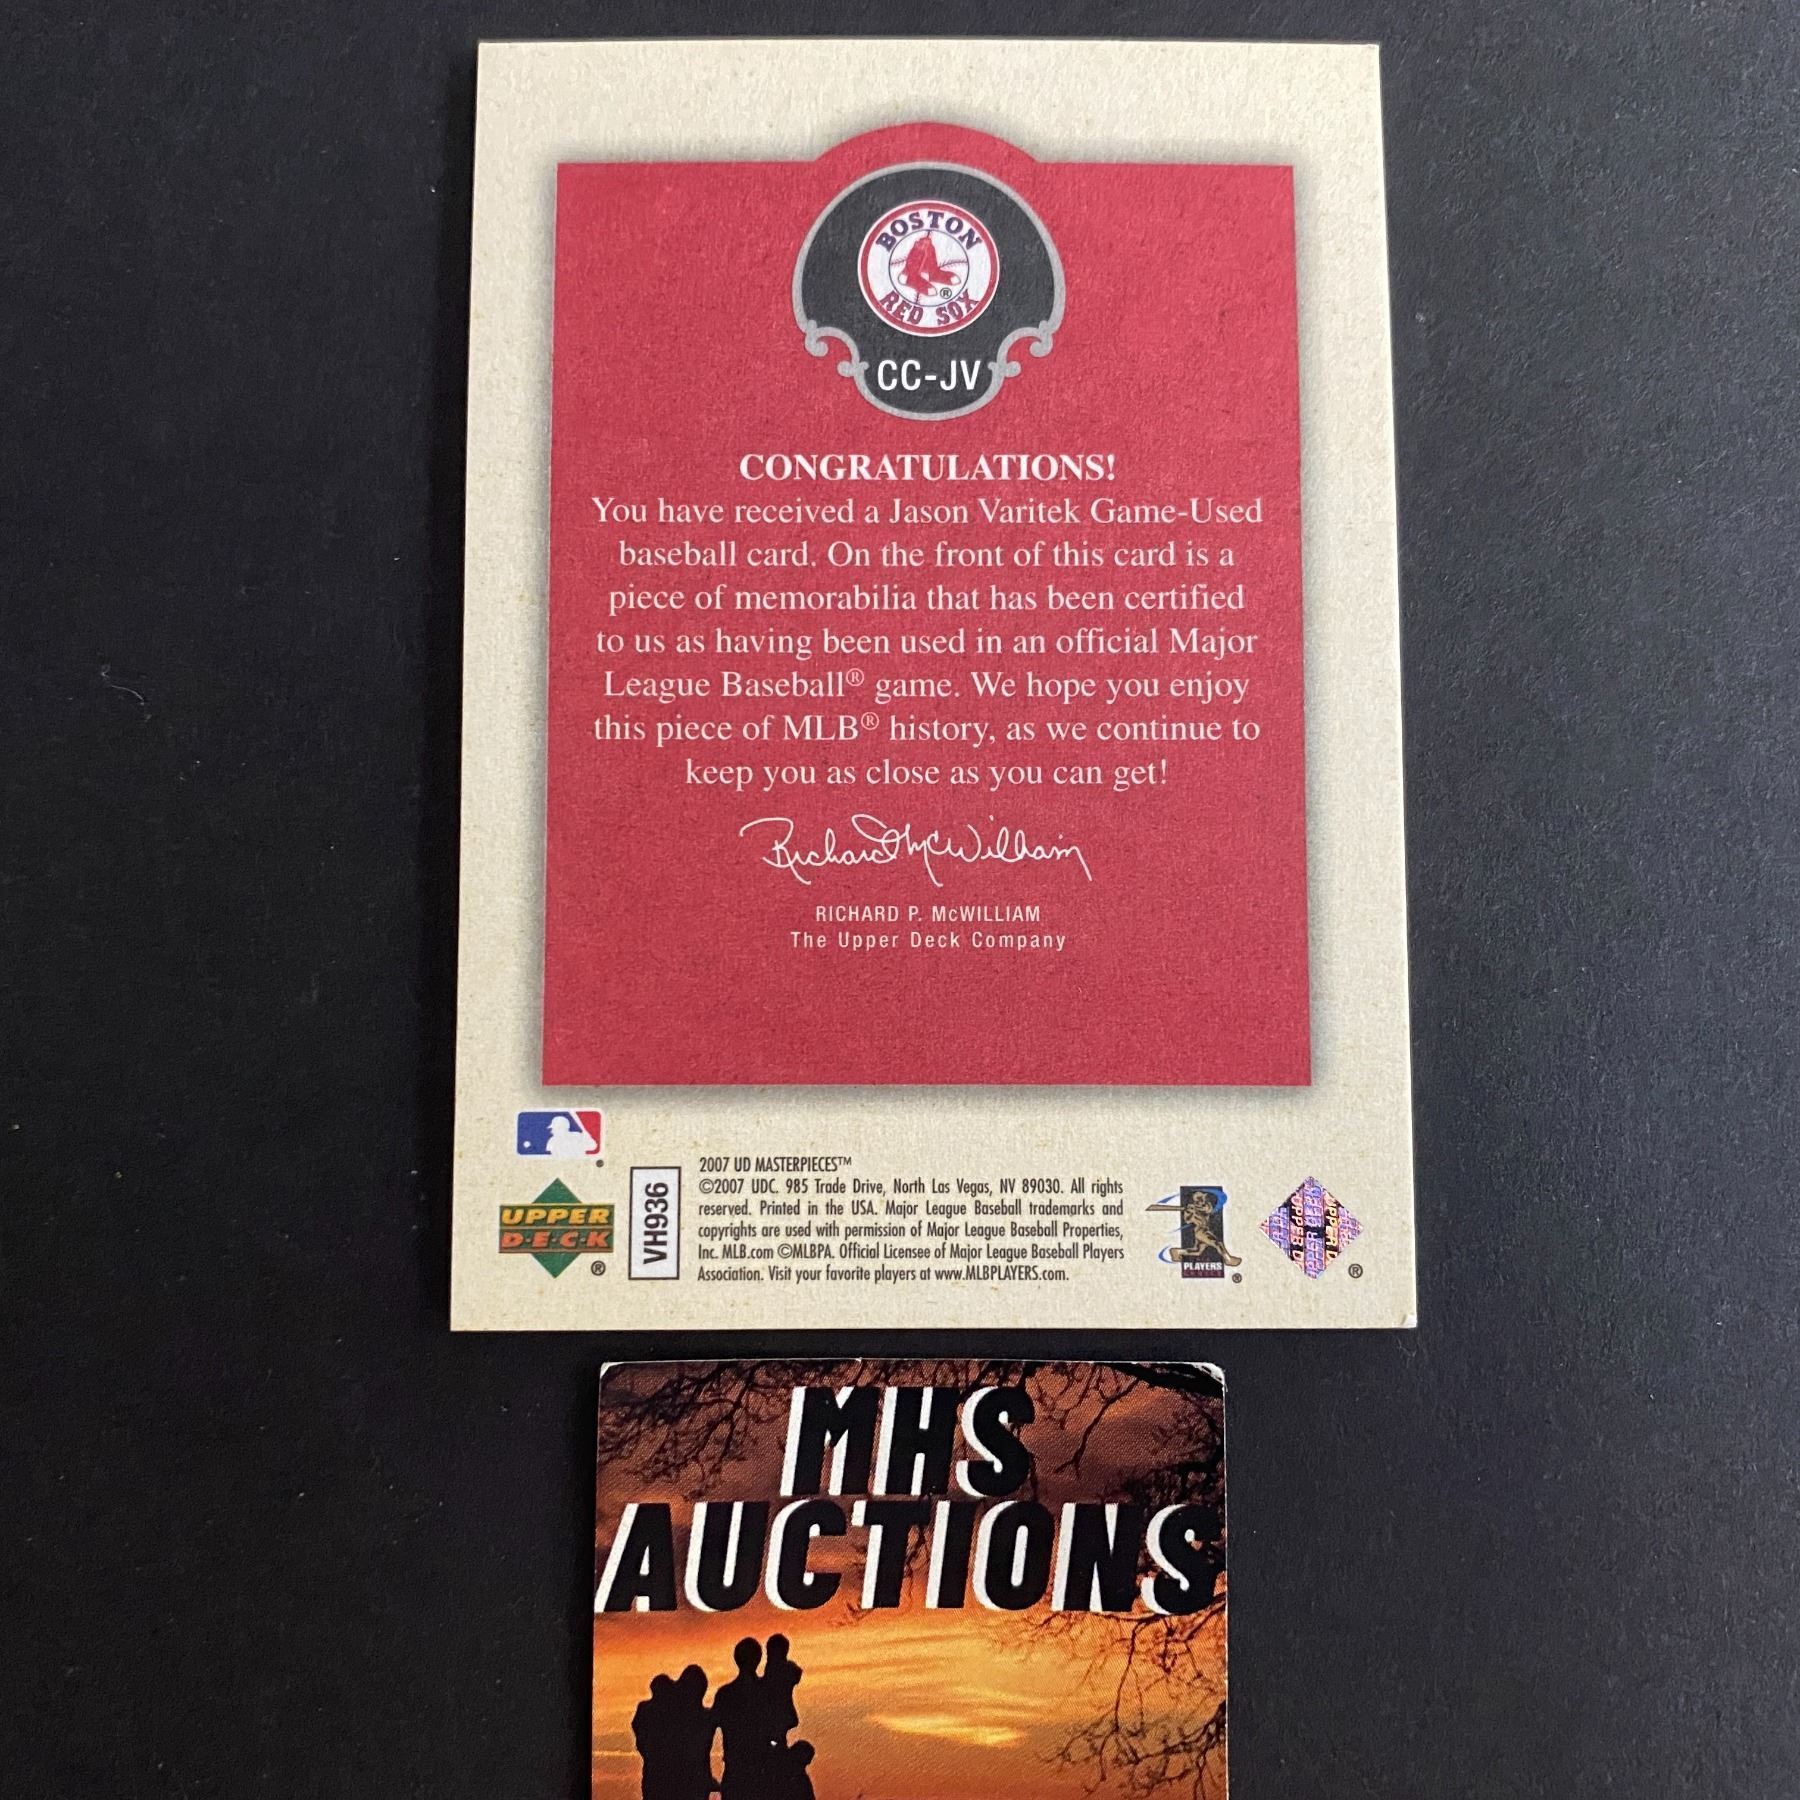 BOSTON
RED SOX
®
CC-JV
CONGRATULATIONS!
You have received a Jason Varitek Game-Used
baseball card. On the front of this card is a
piece of memorabilia that has been certified
to us as having been used in an official Major
League Baseball® game. We hope you enjoy
this piece of MLB® history, as we continue to
keep you as close as you can get!
Richard McWilliam
RICHARD P. McWILLIAM
The Upper Deck Company
UPPER
D·E·C·K
®
VH936
2007 UD MASTERPIECES™
©2007 UDC. 985 Trade Drive, North Las Vegas, NV 89030. All rights
reserved. Printed in the USA. Major League Baseball trademarks and
copyrights are used with permission of Major League Baseball Properties,
Inc. MLB.com ©MLBPA. Official Licensee of Major League Baseball Players
Association. Visit your favorite players at www.MLBPLAYERS.com.
PLAYERS
CHOICE
®
®
MHS
AUCTIONS